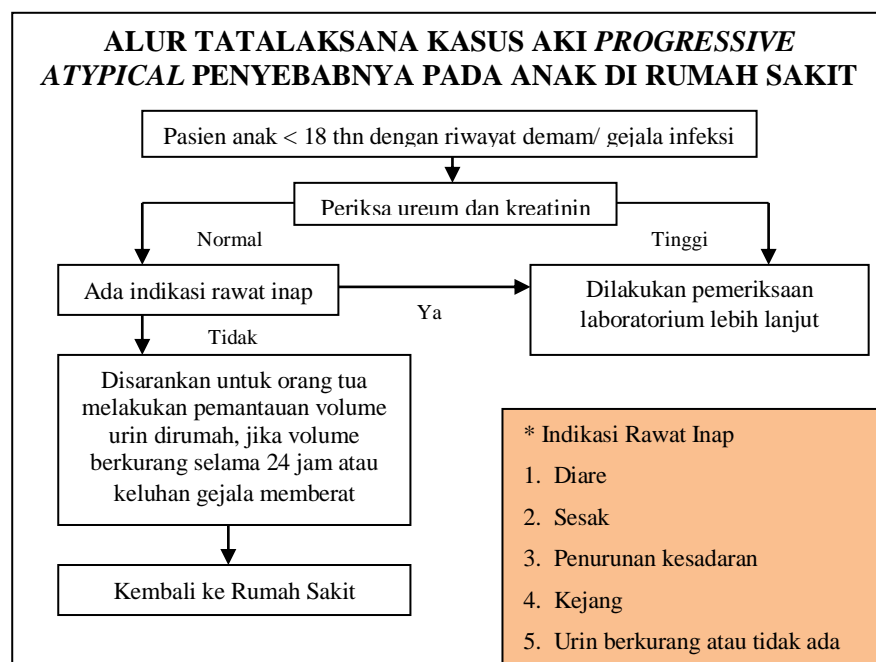 ALUR TATALAKSANA KASUS AKI PROGRESSIVE
ATYPICAL PENYEBABNYA PADA ANAK DI RUMAH SAKIT
Pasien anak < 18 thn dengan riwayat demam/ gejala infeksi
Periksa ureum dan kreatinin
Normal
Tinggi
Ada indikasi rawat inap
Ya
Dilakukan pemeriksaan
laboratorium lebih lanjut
Tidak
Disarankan untuk orang tua
melakukan pemantauan volume
urin dirumah, jika volume
berkurang selama 24 jam atau
keluhan gejala memberat
Kembali ke Rumah Sakit
* Indikasi Rawat Inap
1. Diare
2. Sesak
3. Penurunan kesadaran
4. Kejang
5. Urin berkurang atau tidak ada